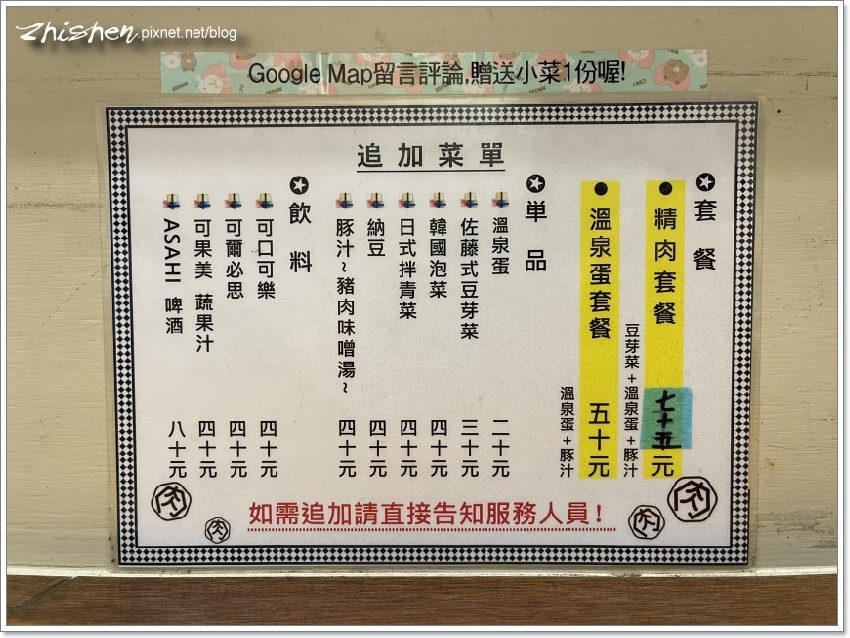 Zhishen.pixnet.net/blog
Google Map留言評論,贈送小菜1份喔!
追加菜單
套餐
精肉套餐 七十五元
豆芽菜+溫泉蛋+豚汁
溫泉蛋套餐 五十元
溫泉蛋+豚汁
単品
溫泉蛋 二十元
佐藤式豆芽菜 三十元
韓國泡菜 四十元
日式拌青菜 四十元
納豆 四十元
豚汁~豬肉味噌湯~ 四十元
飲料
可口可樂 四十元
可爾必思 四十元
可果美 蔬果汁 四十元
ASAHI 啤酒 八十元
如需追加請直接告知服務人員!
肉
肉
肉
肉